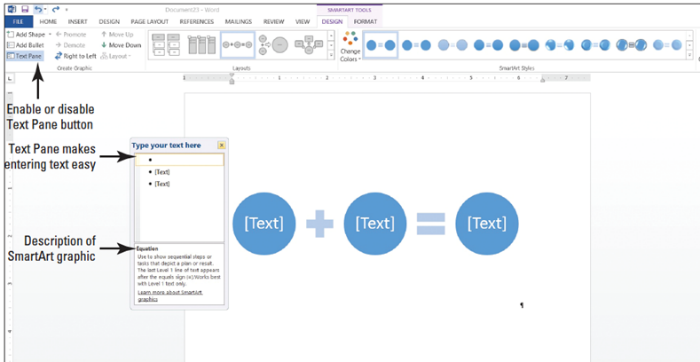 Document23 - Word
SMARTART TOOLS
FILE HOME INSERT DESIGN PAGE LAYOUT REFERENCES MAILINGS REVIEW VIEW DESIGN FORMAT
Add Shape Promote Move Up
Add Bullet Demote Move Down
Text Pane Right to Left Layout
Change
Colors
Create Graphic Layouts SmartArt Styles
Enable or disable
Text Pane button
Text Pane makes
entering text easy
Type your text here
[Text]
[Text]
[Text] + [Text] = [Text]
Description of
SmartArt graphic
Equation
Use to show sequential steps or
tasks that depict a plan or result.
The last Level 1 line of text appears
after the equals sign (=).Works best
with Level 1 text only.
Learn more about SmartArt
graphics